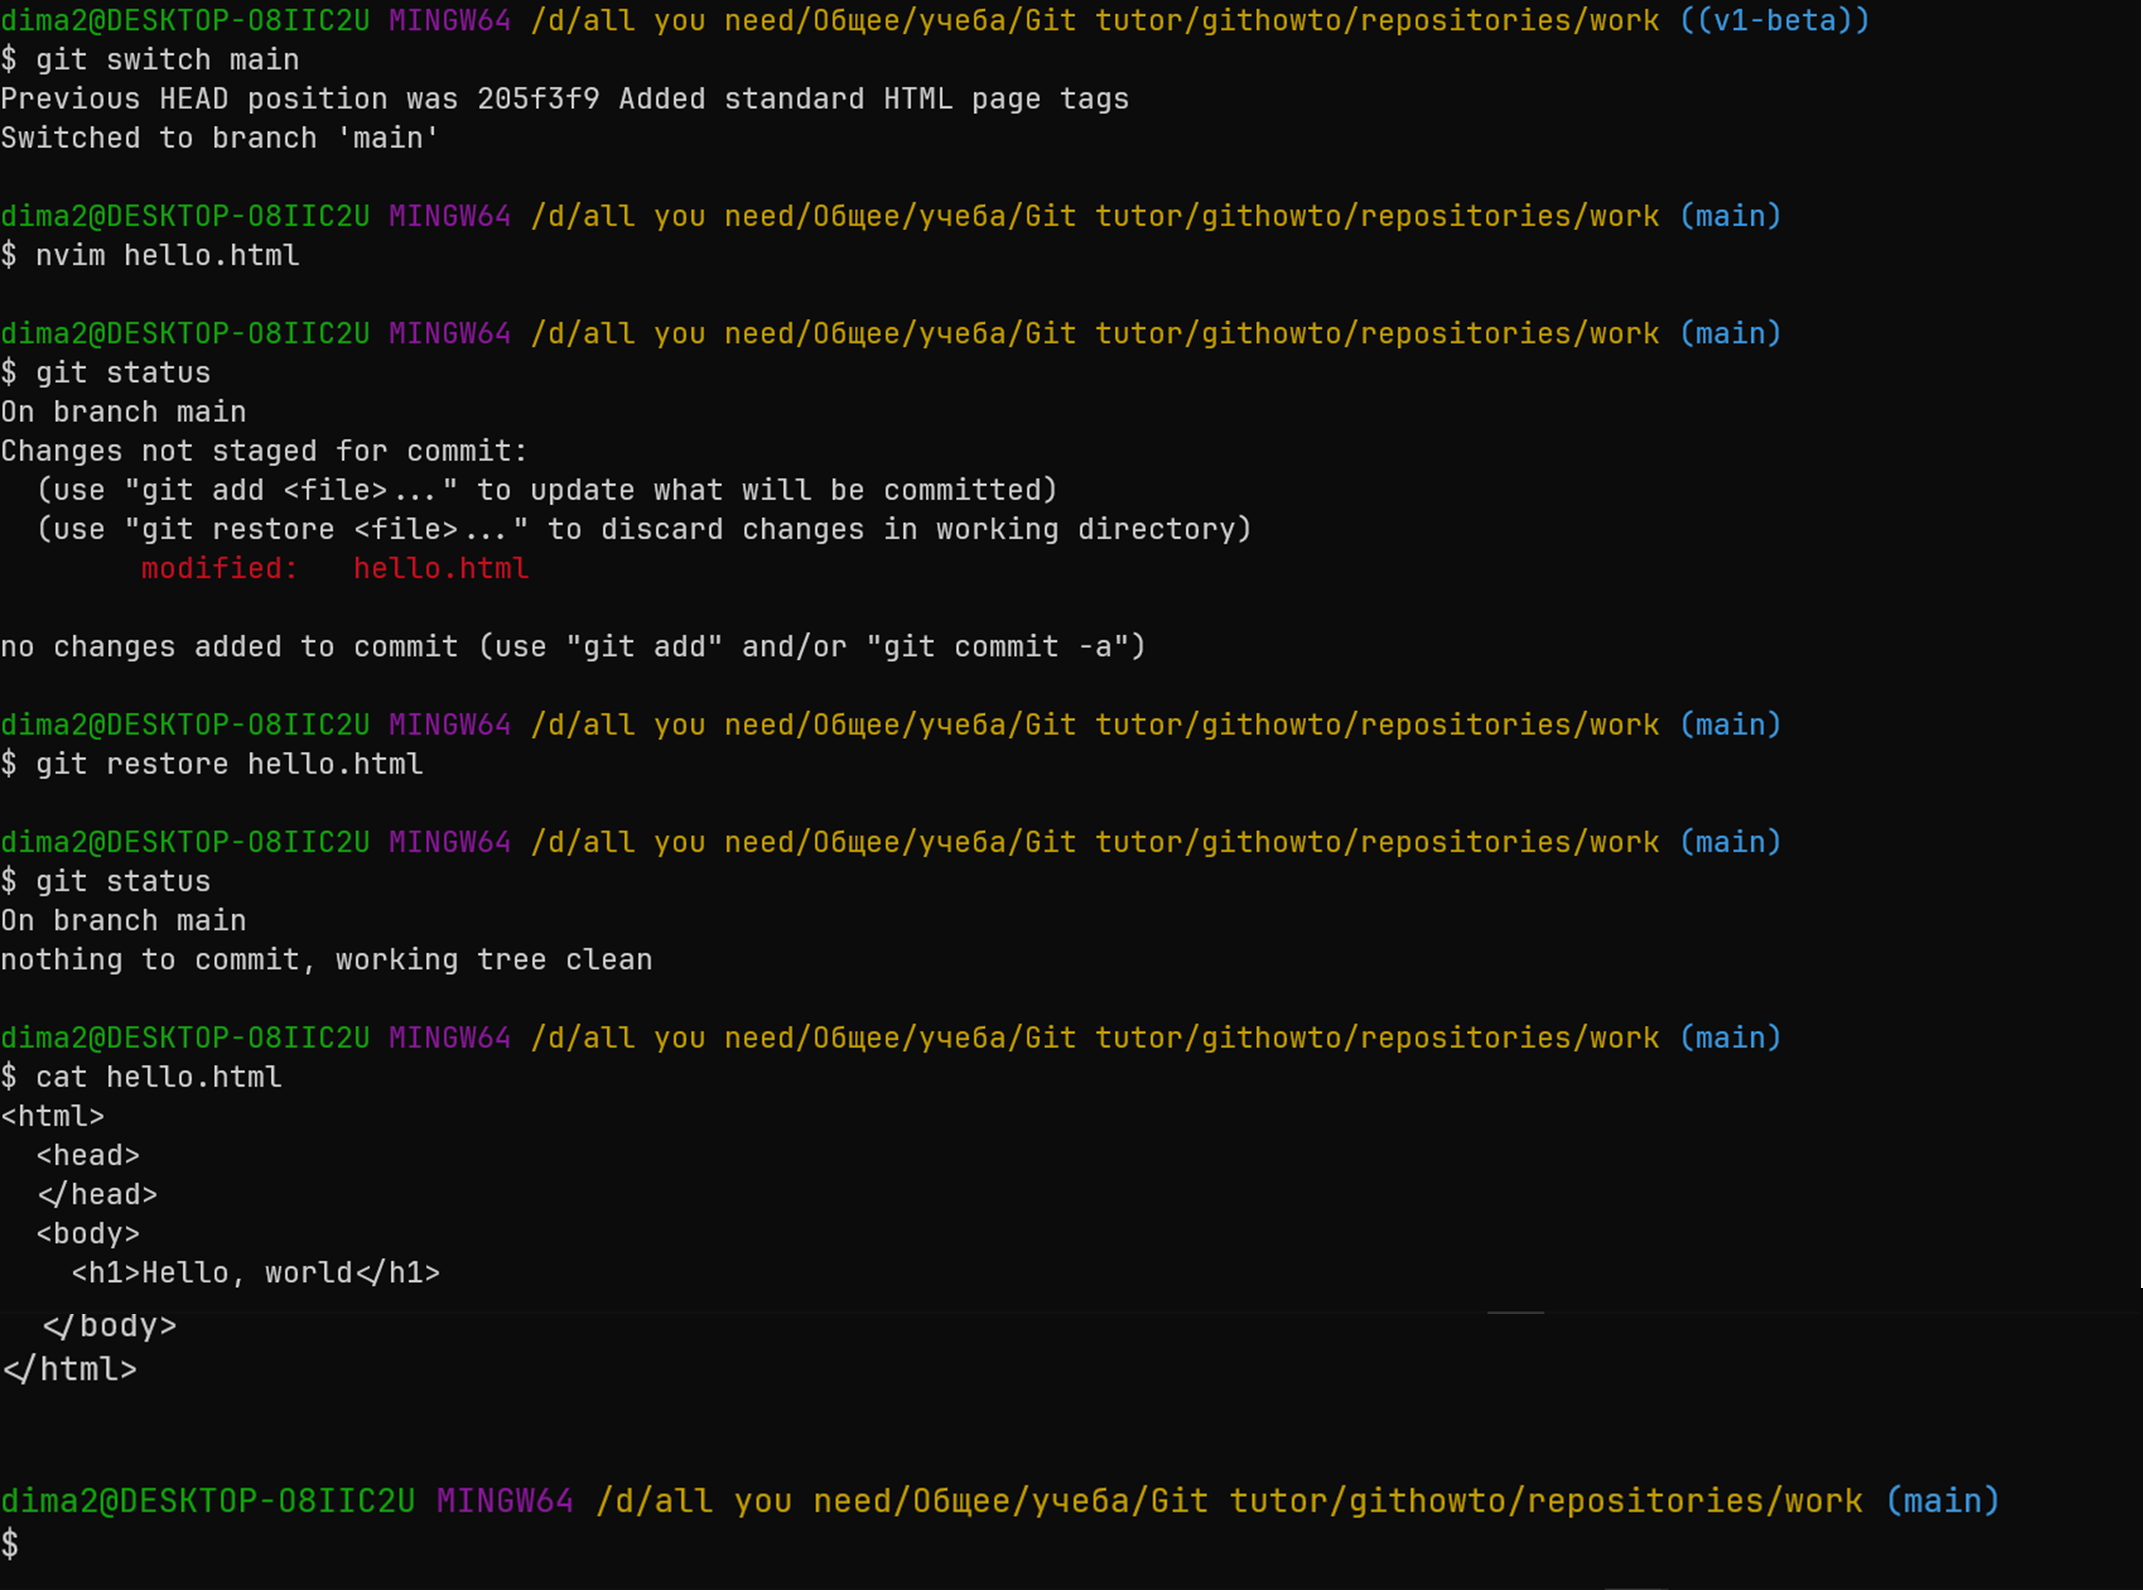 dima2@DESKTOP-O8IIC2U MINGW64 /d/all you need/Общее/учеба/Git tutor/githowto/repositories/work ((v1-beta))
$ git switch main
Previous HEAD position was 205f3f9 Added standard HTML page tags
Switched to branch 'main'
dima2@DESKTOP-O8IIC2U MINGW64 /d/all you need/Общее/учеба/Git tutor/githowto/repositories/work (main)
$ nvim hello.html
dima2@DESKTOP-O8IIC2U MINGW64 /d/all you need/Общее/учеба/Git tutor/githowto/repositories/work (main)
$ git status
On branch main
Changes not staged for commit:
  (use "git add <file>..." to update what will be committed)
  (use "git restore <file>..." to discard changes in working directory)
        modified:   hello.html
no changes added to commit (use "git add" and/or "git commit -a")
dima2@DESKTOP-O8IIC2U MINGW64 /d/all you need/Общее/учеба/Git tutor/githowto/repositories/work (main)
$ git restore hello.html
dima2@DESKTOP-O8IIC2U MINGW64 /d/all you need/Общее/учеба/Git tutor/githowto/repositories/work (main)
$ git status
On branch main
nothing to commit, working tree clean
dima2@DESKTOP-O8IIC2U MINGW64 /d/all you need/Общее/учеба/Git tutor/githowto/repositories/work (main)
$ cat hello.html
<html>
  <head>
  </head>
  <body>
    <h1>Hello, world</h1>
  </body>
</html>
dima2@DESKTOP-O8IIC2U MINGW64 /d/all you need/Общее/учеба/Git tutor/githowto/repositories/work (main)
$